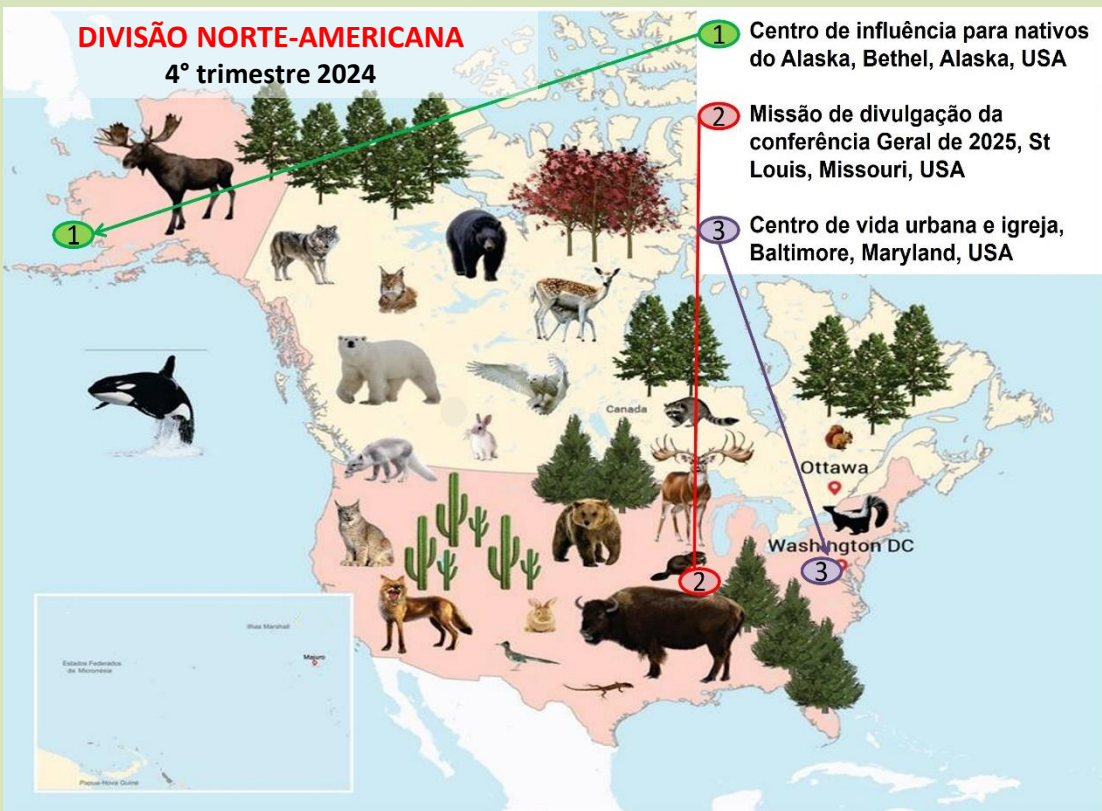 DIVISÃO NORTE-AMERICANA
4° trimestre 2024
1
Centro de influência para nativos
do Alaska, Bethel, Alaska, USA
2
Missão de divulgação da
conferência Geral de 2025, St
Louis, Missouri, USA
3
Centro de vida urbana e igreja,
Baltimore, Maryland, USA
1
Canada
Ottawa
Washington DC
2
3
Ilhas Marshall
Majuro
Estados Federados
da Micronésia
Papua-Nova Guiné